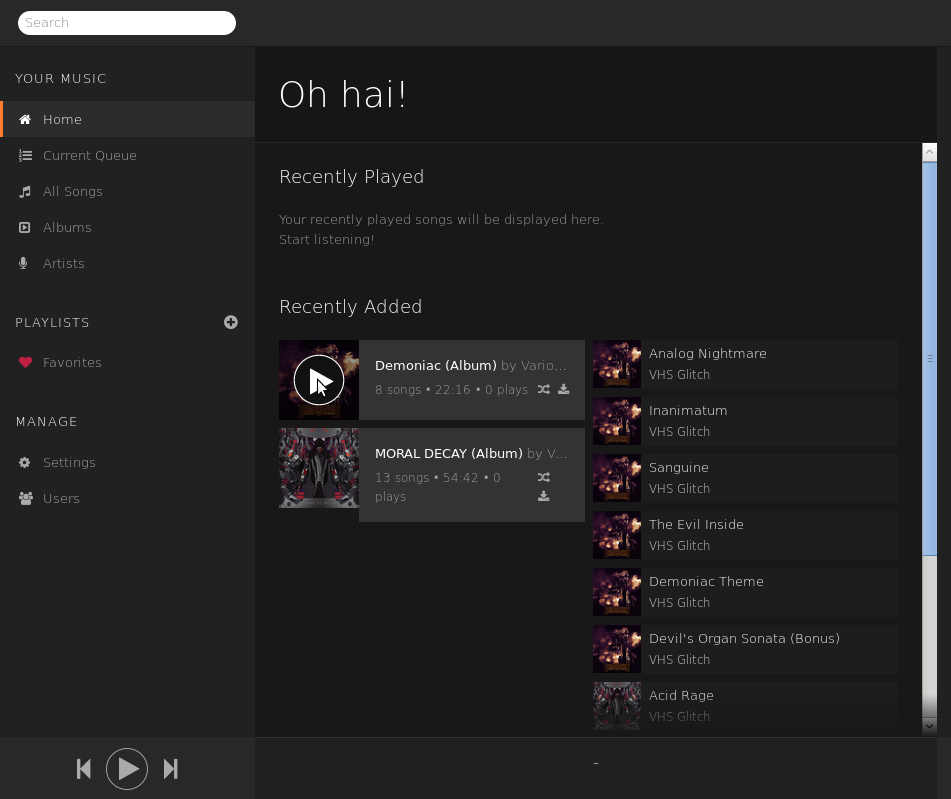 Search
YOUR MUSIC
Home
Current Queue
All Songs
Albums
Artists
PLAYLISTS
Favorites
MANAGE
Settings
Users
Oh hai!
Recently Played
Your recently played songs will be displayed here.
Start listening!
Recently Added
Demoniac (Album) by Vario...
8 songs • 22:16 • 0 plays
MORAL DECAY (Album) by V...
13 songs • 54:42 • 0
plays
Analog Nightmare
VHS Glitch
Inanimatum
VHS Glitch
Sanguine
VHS Glitch
The Evil Inside
VHS Glitch
Demoniac Theme
VHS Glitch
Devil's Organ Sonata (Bonus)
VHS Glitch
Acid Rage
VHS Glitch
-